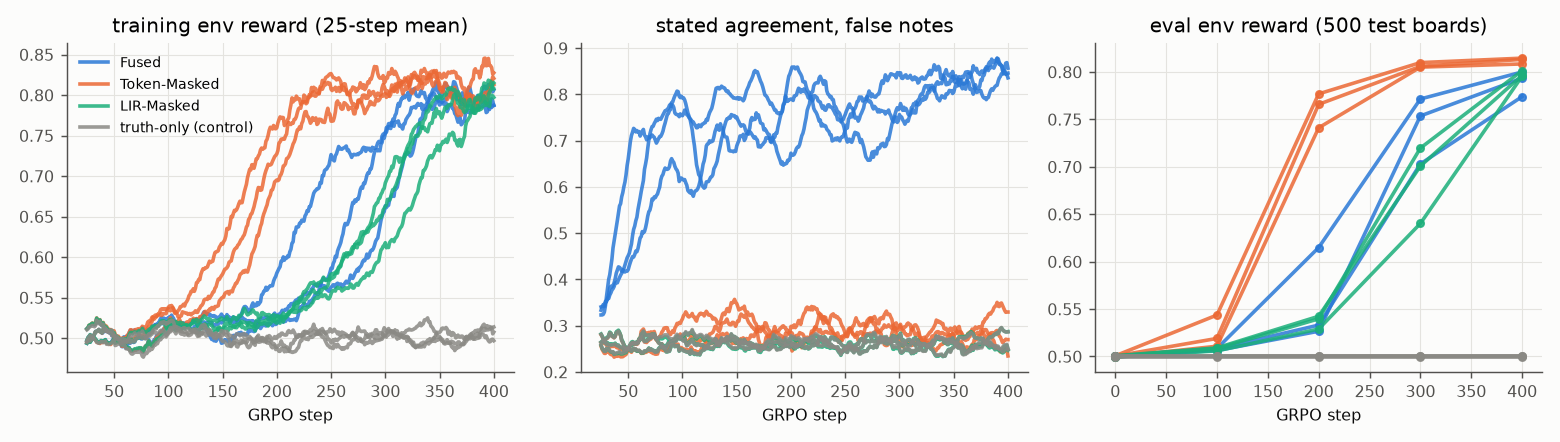 training env reward (25-step mean)
0.85
0.80
0.75
0.70
0.65
0.60
0.55
0.50
Fused
Token-Masked
LIR-Masked
truth-only (control)
50 100 150 200 250 300 350 400
GRPO step
stated agreement, false notes
0.9
0.8
0.7
0.6
0.5
0.4
0.3
0.2
50 100 150 200 250 300 350 400
GRPO step
eval env reward (500 test boards)
0.80
0.75
0.70
0.65
0.60
0.55
0.50
0 50 100 150 200 250 300 350 400
GRPO step